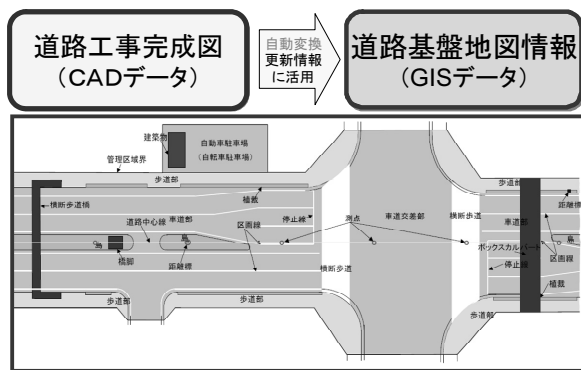 道路工事完成図
(CADデータ)
自動変換
更新情報
に活用
道路基盤地図情報
(GISデータ)
建築物
自動車駐車場
(自転車駐車場)
管理区域界
歩道部
植栽
歩道部
距離標
横断歩道橋
車道部
停止線
測点
車道交差部
横断歩道
車道部
島
道路中心線
島
区画線
島
ボックスカルバート
区画線
橋脚
距離標
横断歩道
停止線
植栽
歩道部
歩道部
歩道部